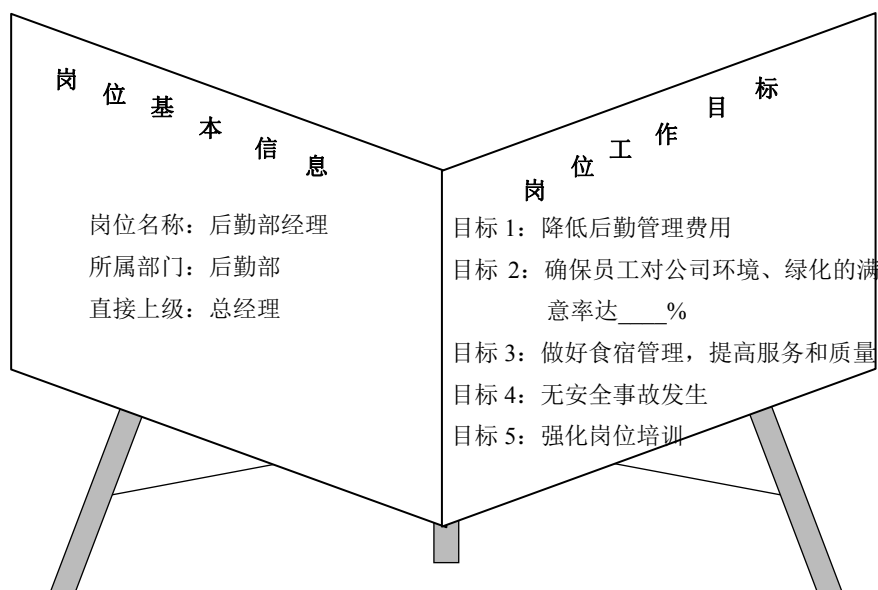 岗位基本信息
岗位名称：后勤部经理
所属部门：后勤部
直接上级：总经理
岗位工作目标
目标 1：降低后勤管理费用
目标 2：确保员工对公司环境、绿化的满
意率达____%
目标 3：做好食宿管理，提高服务和质量
目标 4：无安全事故发生
目标 5：强化岗位培训